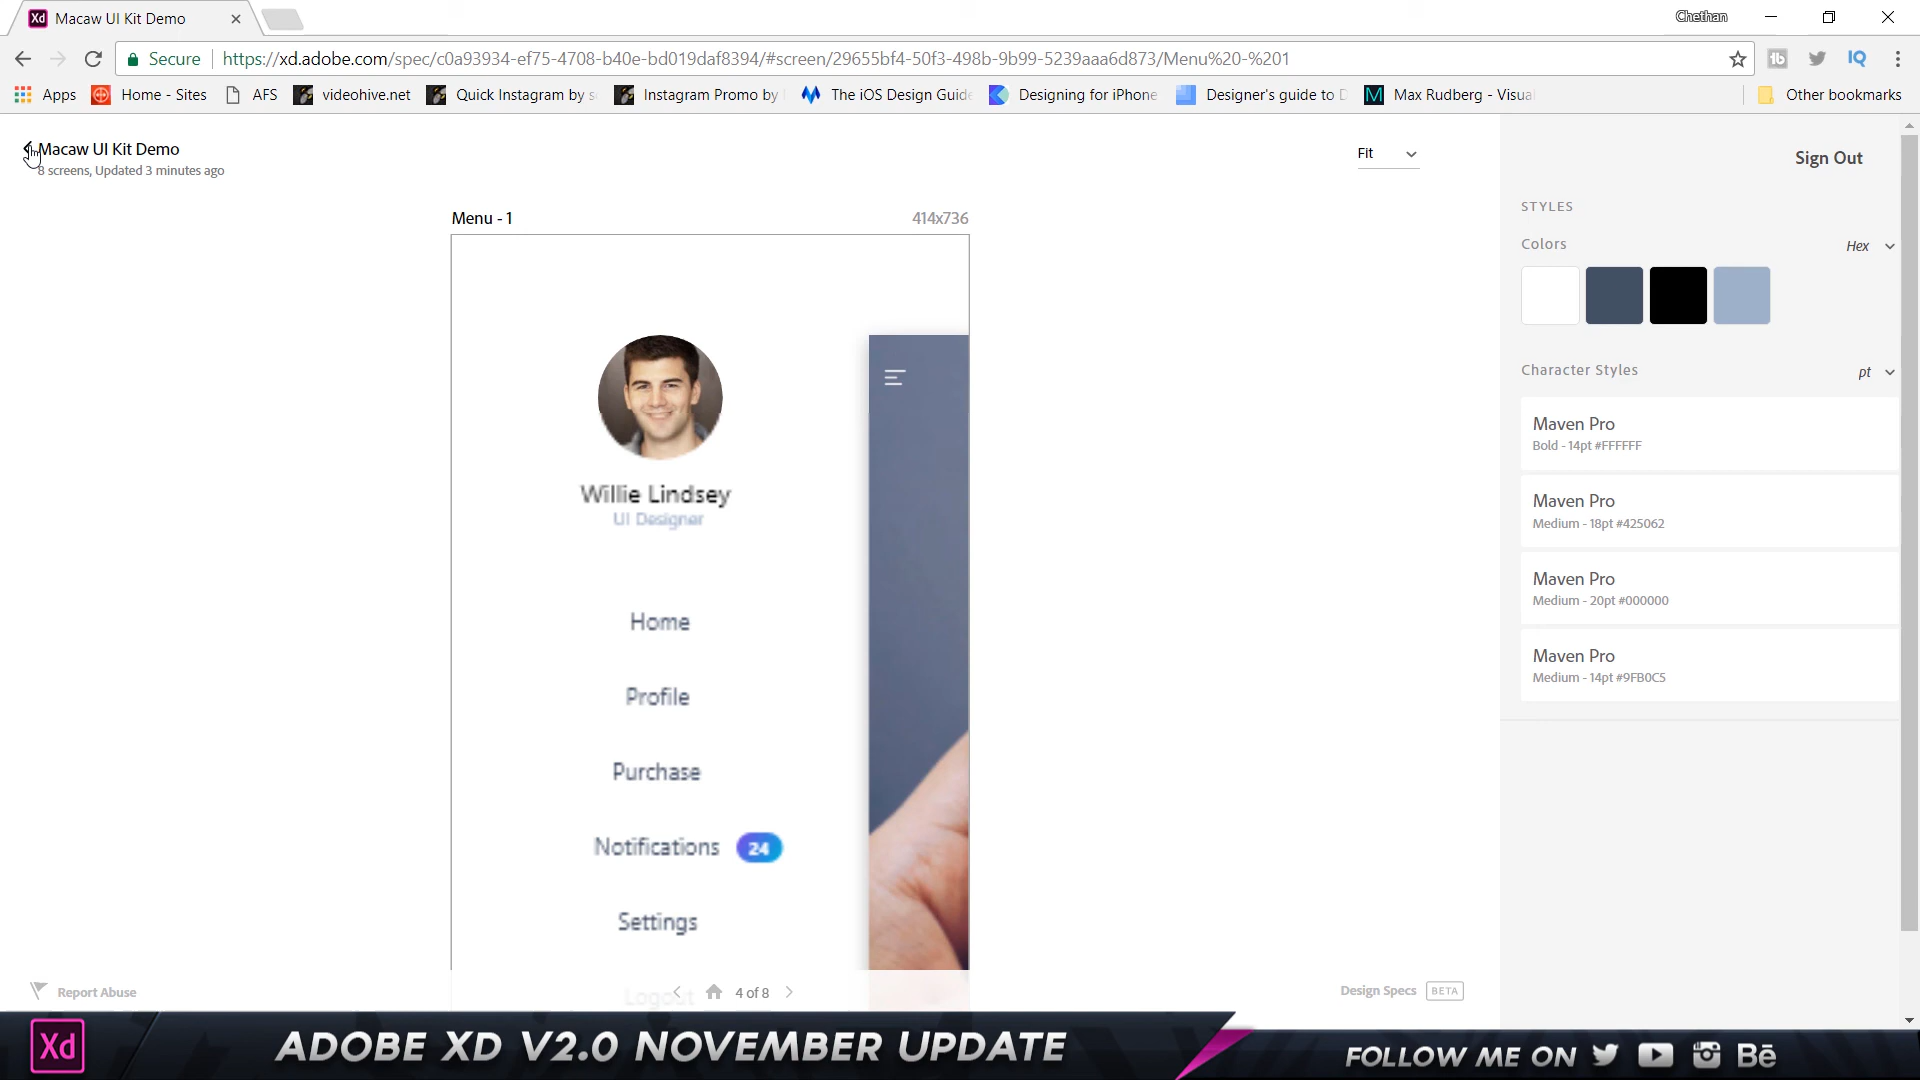 Xd Macaw UI Kit Demo
Chethan
Secure
https://xd.adobe.com/spec/c0a93934-ef75-4708-b40e-bd019daf8394/#screen/29655bf4-50f3-498b-9b99-5239aaa6d873/Menu%20-%201
Apps Home - Sites AFS videohive.net Quick Instagram by s Instagram Promo by The iOS Design Guide Designing for iPhone Designer's guide to D Max Rudberg - Visua Other bookmarks
Macaw UI Kit Demo
8 screens, Updated 3 minutes ago
Fit
Sign Out
Menu - 1
414x736
Willie Lindsey
UI Designer
Home
Profile
Purchase
Notifications 24
Settings
Logout
STYLES
Colors
Hex
Character Styles
pt
Maven Pro
Bold - 14pt #FFFFFF
Maven Pro
Medium - 18pt #425062
Maven Pro
Medium - 20pt #000000
Maven Pro
Medium - 14pt #9FB0C5
Report Abuse
4 of 8
Design Specs BETA
Xd
ADOBE XD V2.0 NOVEMBER UPDATE
FOLLOW ME ON
Bē